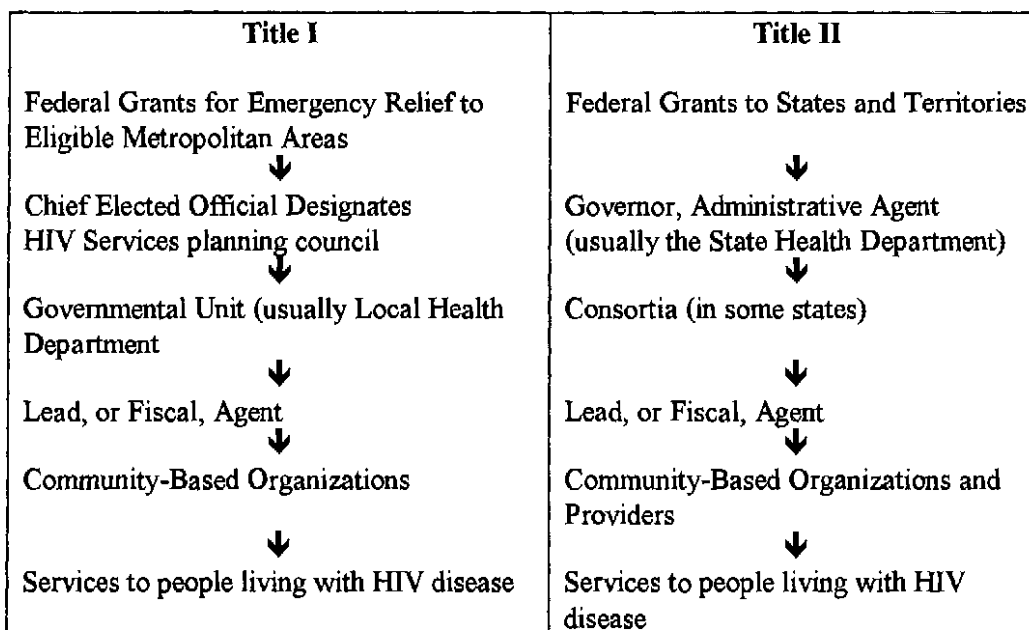 Title I
Federal Grants for Emergency Relief to
Eligible Metropolitan Areas
Chief Elected Official Designates
HIV Services planning council
Governmental Unit (usually Local Health
Department
Lead, or Fiscal, Agent
Community-Based Organizations
Services to people living with HIV disease
Title II
Federal Grants to States and Territories
Governor, Administrative Agent
(usually the State Health Department)
Consortia (in some states)
Lead, or Fiscal, Agent
Community-Based Organizations and
Providers
Services to people living with HIV
disease